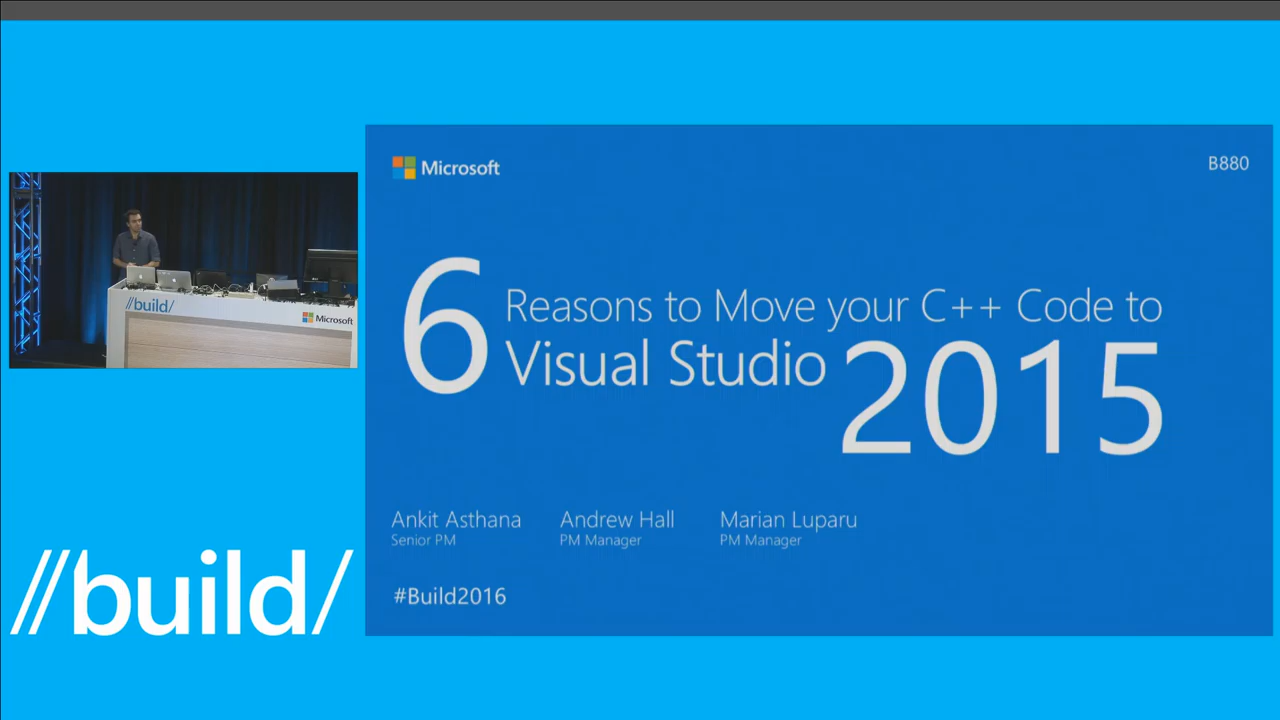 Microsoft
B880
6 Reasons to Move your C++ Code to
Visual Studio 2015
Ankit Asthana
Senior PM
Andrew Hall
PM Manager
Marian Luparu
PM Manager
#Build2016
//build/
Microsoft
//build/